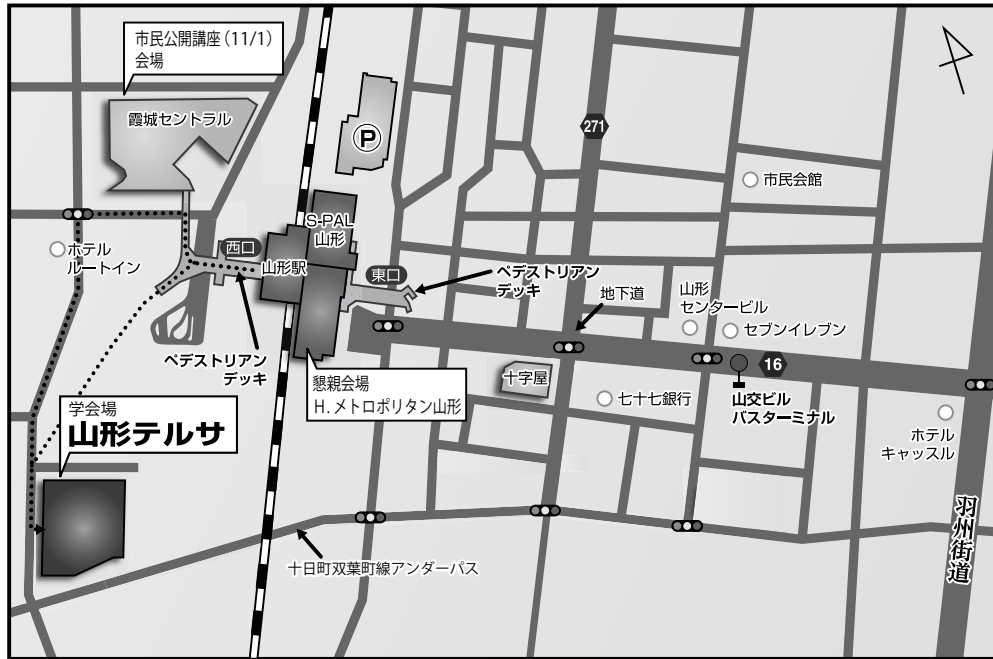 市民公開講座 (11/1)
会場
霞城セントラル
P
271
市民会館
S-PAL
山形
西口
山形駅
東口
ペデストリアン
デッキ
ホテル
ルートイン
地下道
山形
センタービル
セブンイレブン
ペデストリアン
デッキ
16
十字屋
懇親会場
H.メトロポリタン山形
七十七銀行
山交ビル
バスターミナル
学会場
山形テルサ
ホテル
キャッスル
羽州街道
十日町双葉町線アンダーパス